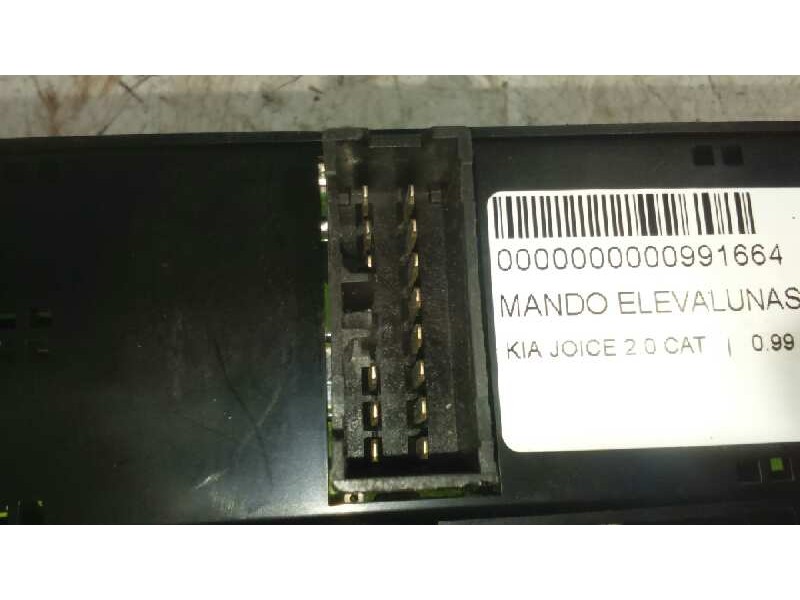 0000000000991664
MANDO ELEVALUNAS
KIA JOICE 2.0 CAT | 0.99